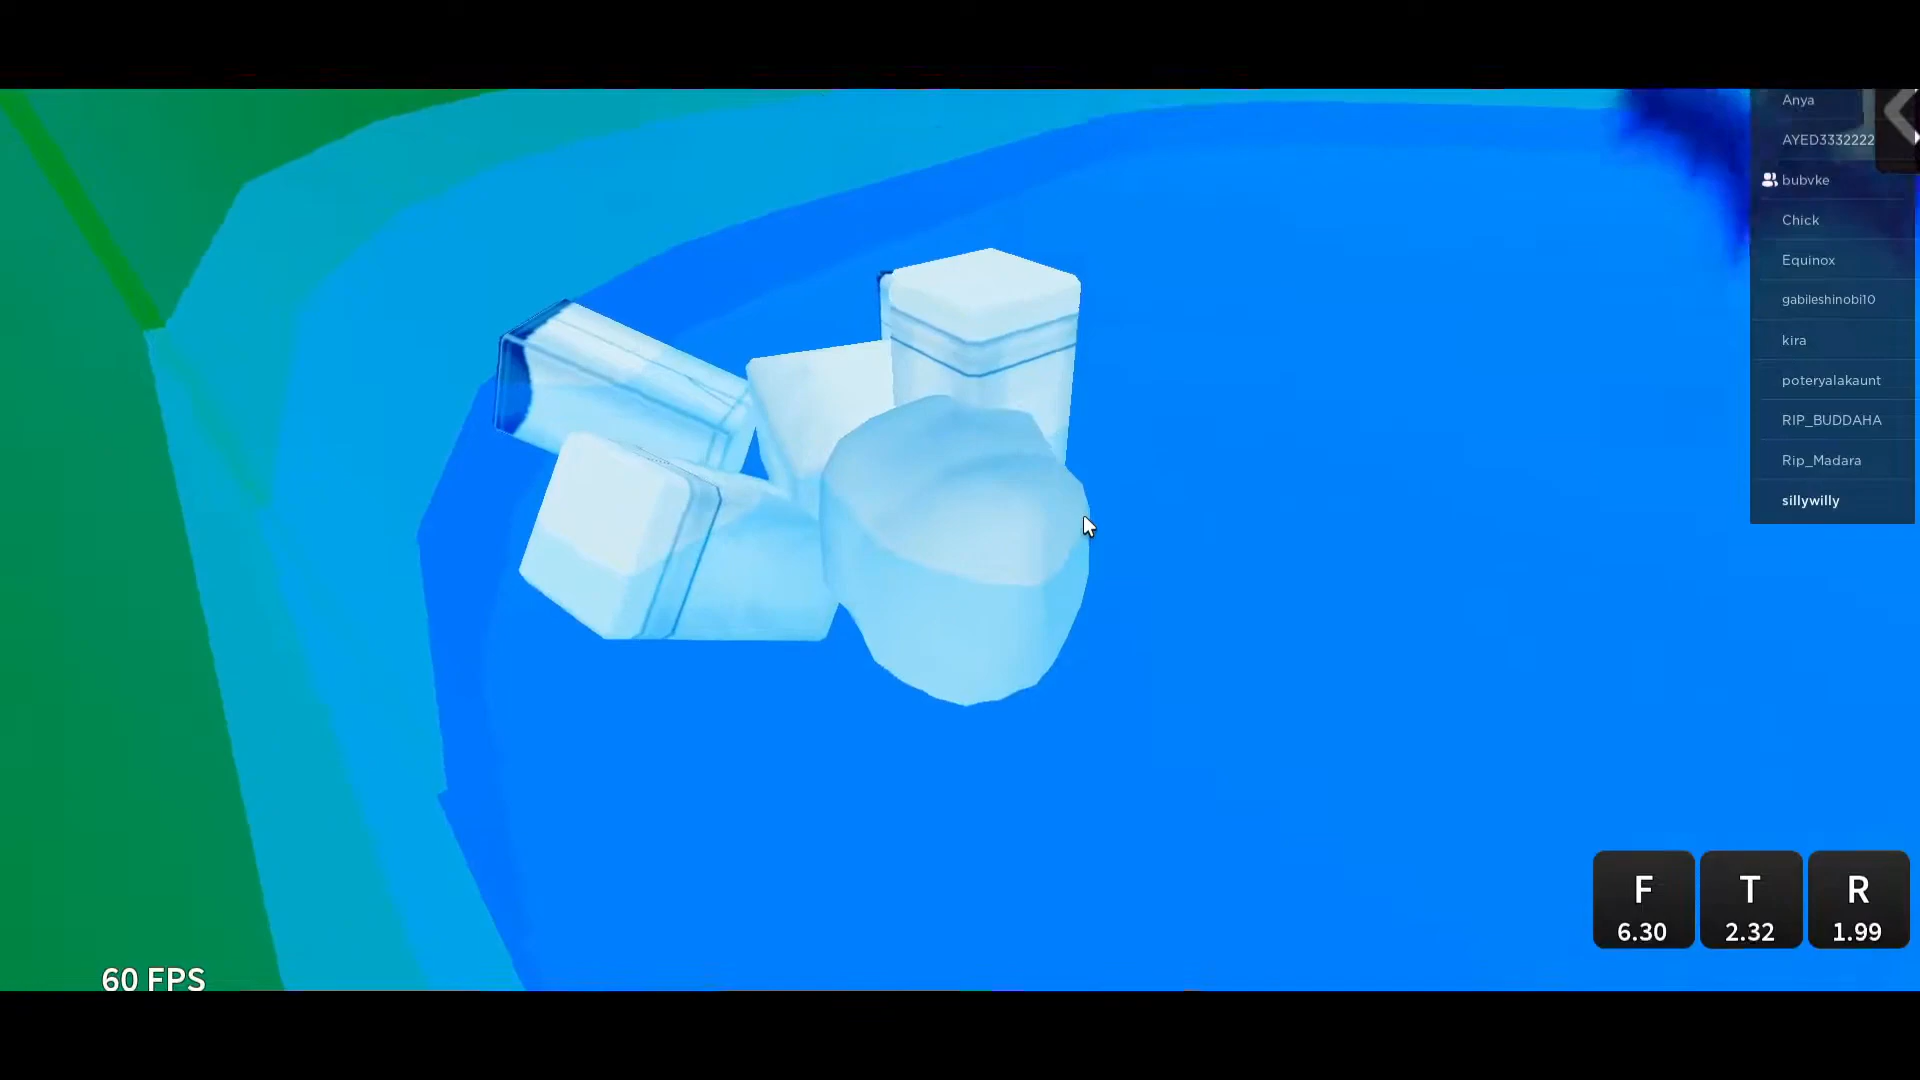 Anya
AYED3332222
bubvke
Chick
Equinox
gabileshinobi10
kira
poteryalakaunt
RIP_BUDDAHA
Rip_Madara
sillywilly
F
6.30
T
2.32
R
1.99
60 FPS